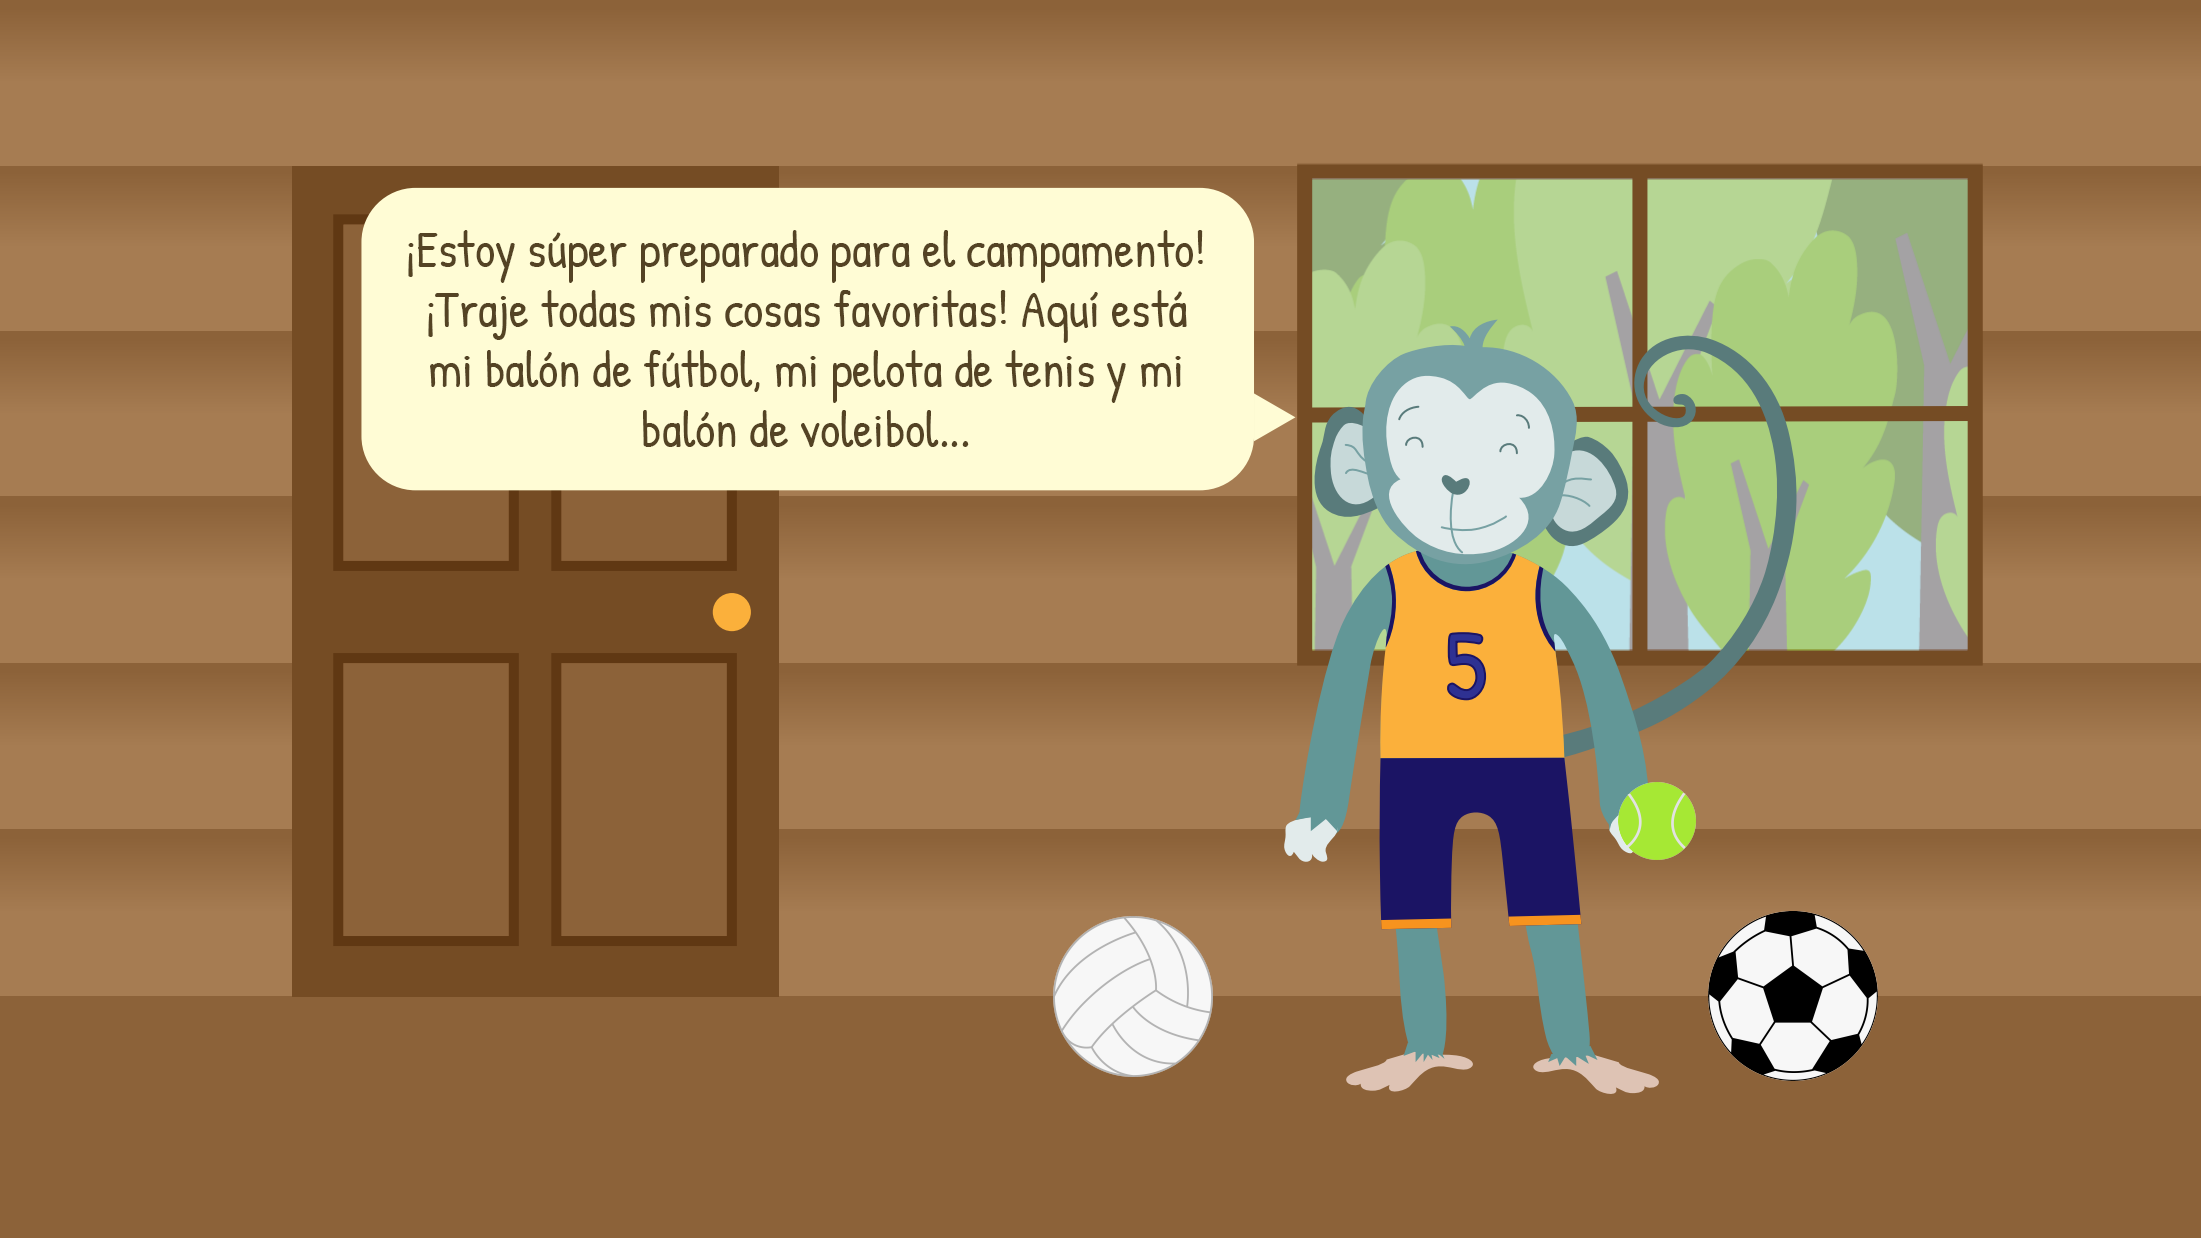 ¡Estoy súper preparado para el campamento!
¡Traje todas mis cosas favoritas! Aquí está
mi balón de fútbol, mi pelota de tenis y mi
balón de voleibol...
5